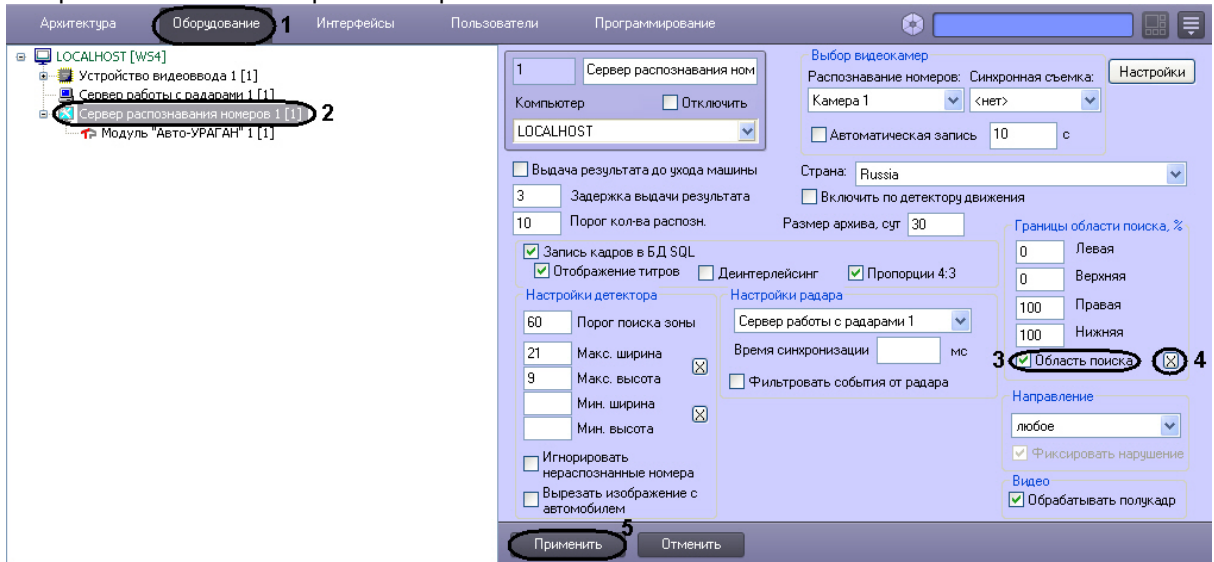 Архитектура Оборудование 1 Интерфейсы Пользователи Программирование
LOCALHOST [WS4]
Устройство видеоввода 1 [1]
Сервер работы с радарами 1 [1]
Сервер распознавания номеров 1 [1] 2
Модуль "Авто-УРАГАН" 1 [1]
1 Сервер распознавания ном
Компьютер Отключить
LOCALHOST
Выбор видеокамер
Распознавание номеров: Синхронная съемка: Настройки
Камера 1 <нет>
Автоматическая запись 10 с
Выдача результата до ухода машины
Страна: Russia
3 Задержка выдачи результата
Включить по детектору движения
10 Порог кол-ва распозн.
Размер архива, сут 30
Запись кадров в БД SQL
Отображение титров Деинтерлейсинг Пропорции 4:3
Настройки детектора
60 Порог поиска зоны
21 Макс. ширина
9 Макс. высота
Мин. ширина
Мин. высота
Игнорировать
нераспознанные номера
Вырезать изображение с
автомобилем
Настройки радара
Сервер работы с радарами 1
Время синхронизации мс
Фильтровать события от радара
Границы области поиска, %
0 Левая
0 Верхняя
100 Правая
100 Нижняя
3 Область поиска 4
Направление
любое
Фиксировать нарушение
Видео
Обрабатывать полукадр
5
Применить Отменить